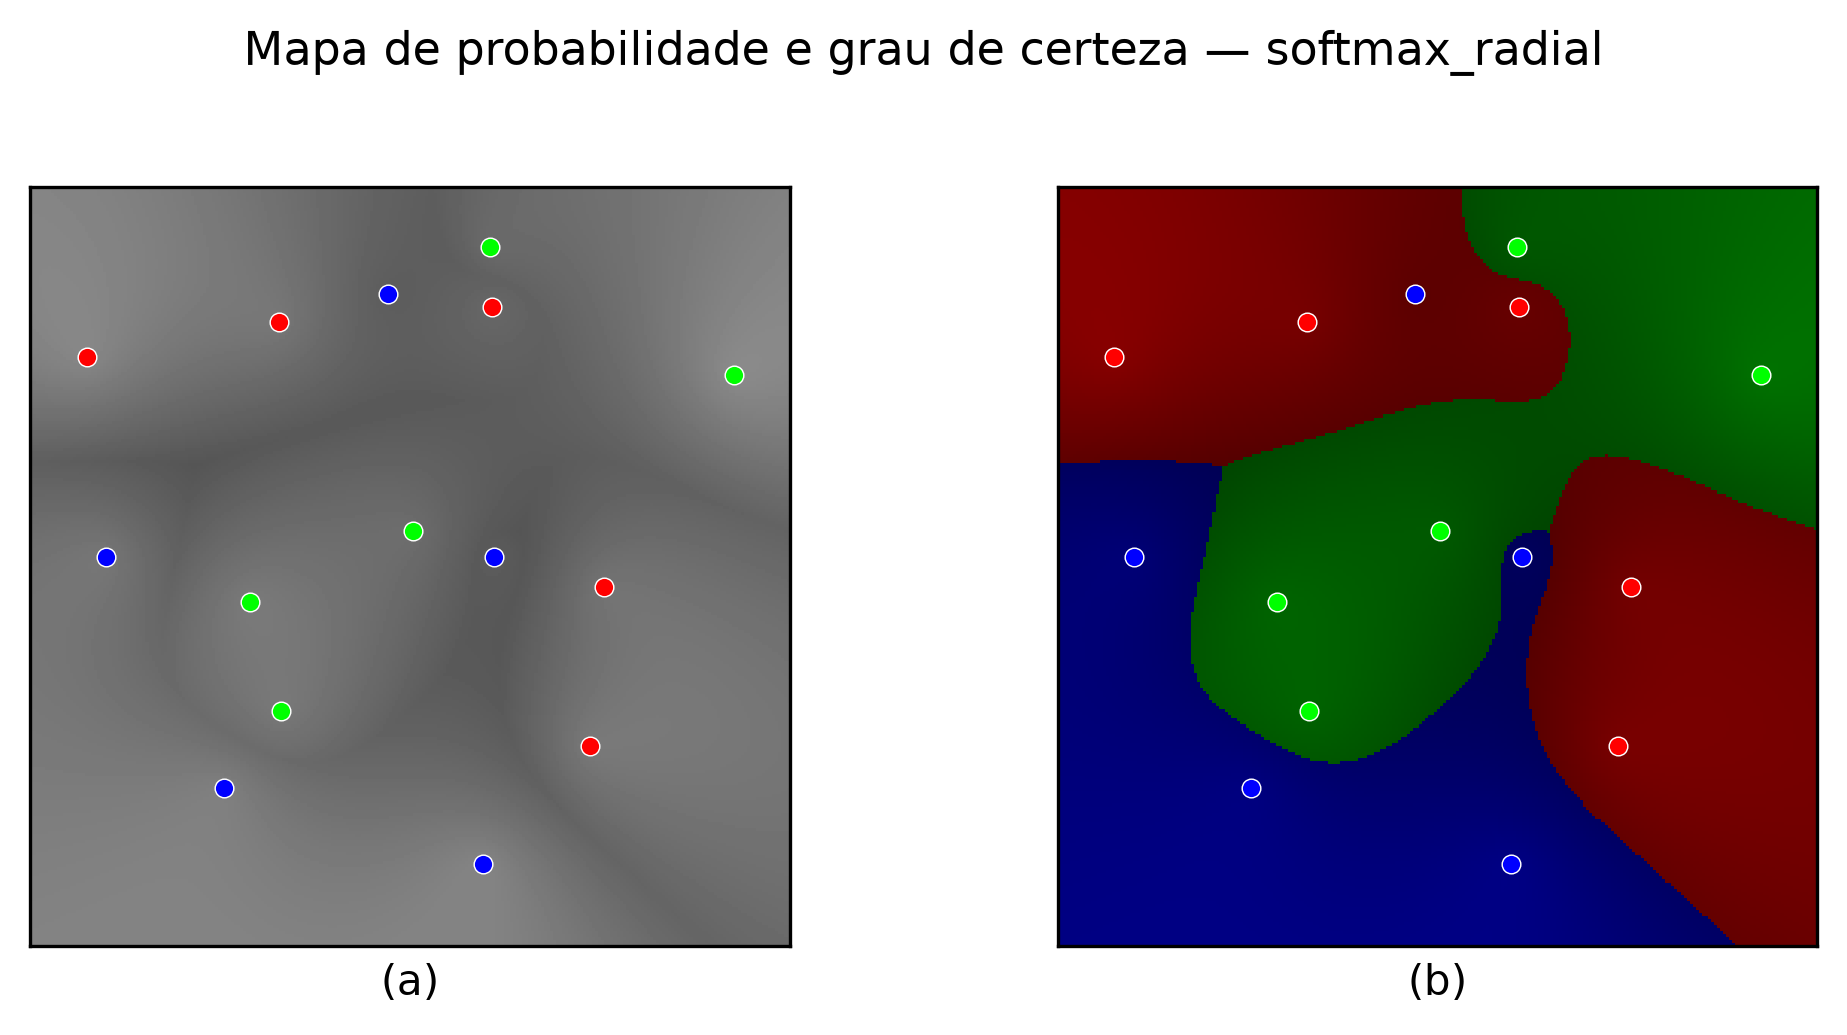 Mapa de probabilidade e grau de certeza — softmax_radial
(a)
(b)